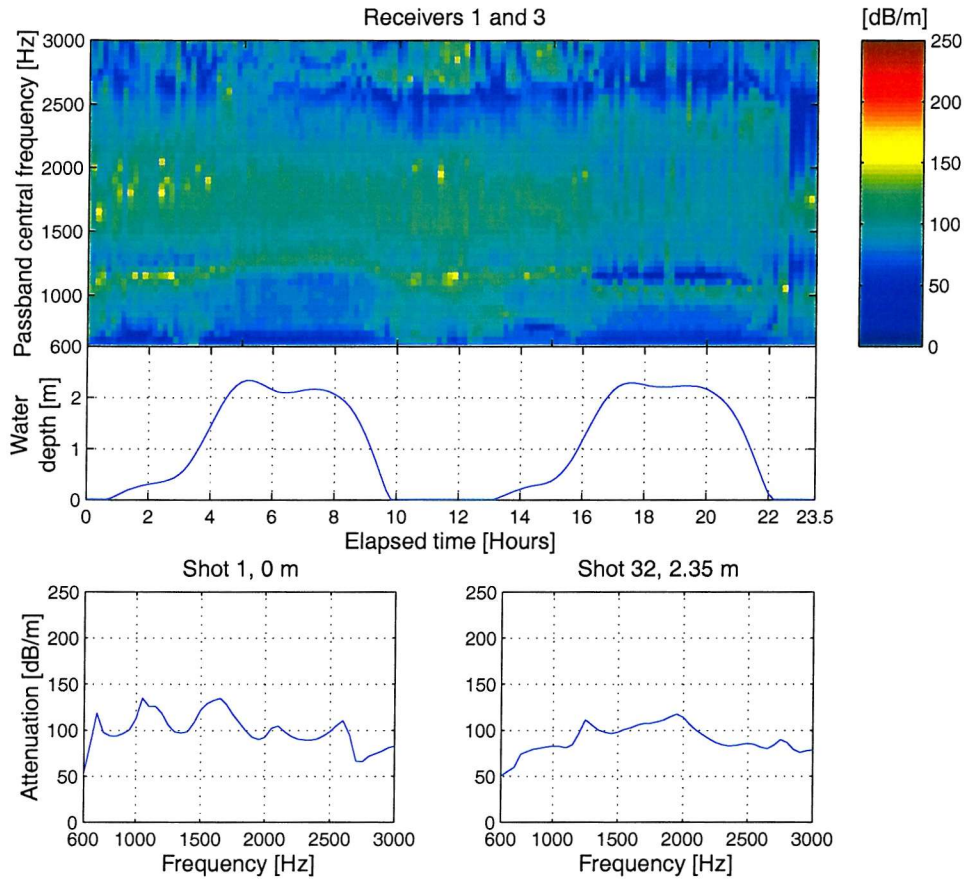 Receivers 1 and 3
[dB/m]
Passband central frequency [Hz]
3000
2500
2000
1500
1000
600
250
200
150
100
50
0
Water
depth [m]
2
1
0
0 2 4 6 8 10 12 14 16 18 20 22 23.5
Elapsed time [Hours]
Shot 1, 0 m
Attenuation [dB/m]
250
200
150
100
50
0
600 1000 1500 2000 2500 3000
Frequency [Hz]
Shot 32, 2.35 m
250
200
150
100
50
0
600 1000 1500 2000 2500 3000
Frequency [Hz]